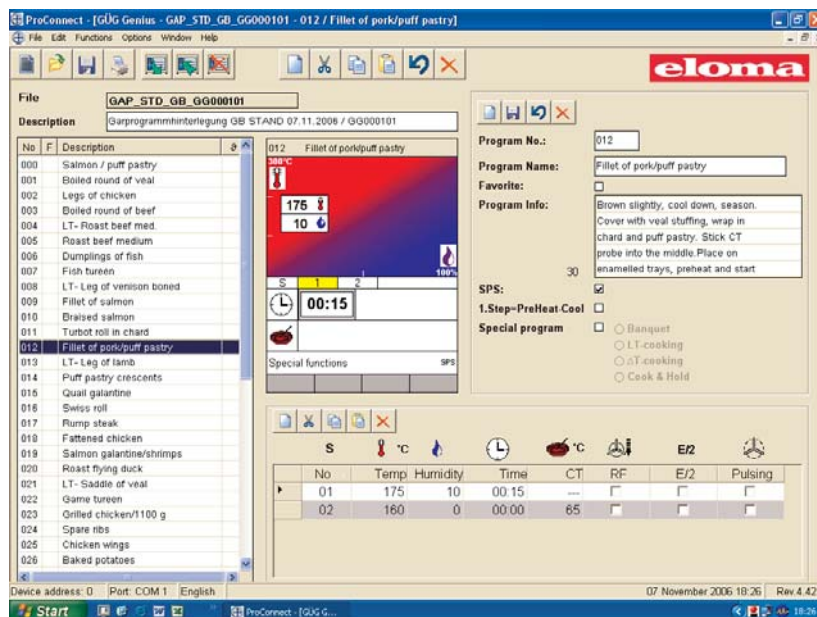 ProConnect - [GÜG Genius - GAP_STD_GB_GG000101 - 012 / Fillet of pork/puff pastry]
File Edit Functions Options Window Help
eloma
File
GAP_STD_GB_GG000101
Description
Garprogrammhinterlegung GB STAND 07.11.2006 / GG000101
No F Description
000 Salmon / puff pastry
001 Boiled round of veal
002 Legs of chicken
003 Boiled round of beef
004 LT- Roast beef med.
005 Roast beef medium
006 Dumplings of fish
007 Fish tureen
008 LT- Leg of venison boned
009 Fillet of salmon
010 Braised salmon
011 Turbot roll in chard
012 Fillet of pork/puff pastry
013 LT- Leg of lamb
014 Puff pastry crescents
015 Quail galantine
016 Swiss roll
017 Rump steak
018 Fattened chicken
019 Salmon galantine/shrimps
020 Roast flying duck
021 LT- Saddle of veal
022 Game tureen
023 Grilled chicken/1100 g
024 Spare ribs
025 Chicken wings
026 Baked potatoes
012 Fillet of pork/puff pastry
300°C
175
10
100%
S 1 2
00:15
Special functions SPS
Program No.: 012
Program Name: Fillet of pork/puff pastry
Favorite:
Program Info:
Brown slightly, cool down, season.
Cover with veal stuffing, wrap in
chard and puff pastry. Stick CT
probe into the middle.Place on
30 enamelled trays, preheat and start
SPS:
1.Step=PreHeat-Cool
Special program
Banquet
LT-cooking
ΔT-cooking
Cook & Hold
S °C °C E/2
No Temp Humidity Time CT RF E/2 Pulsing
01 175 10 00:15 ---
02 160 0 00:00 65
Device address: 0 Port: COM 1 English 07 November 2006 18:26 Rev.4.42
Start ProConnect - [GÜG G... 18:26